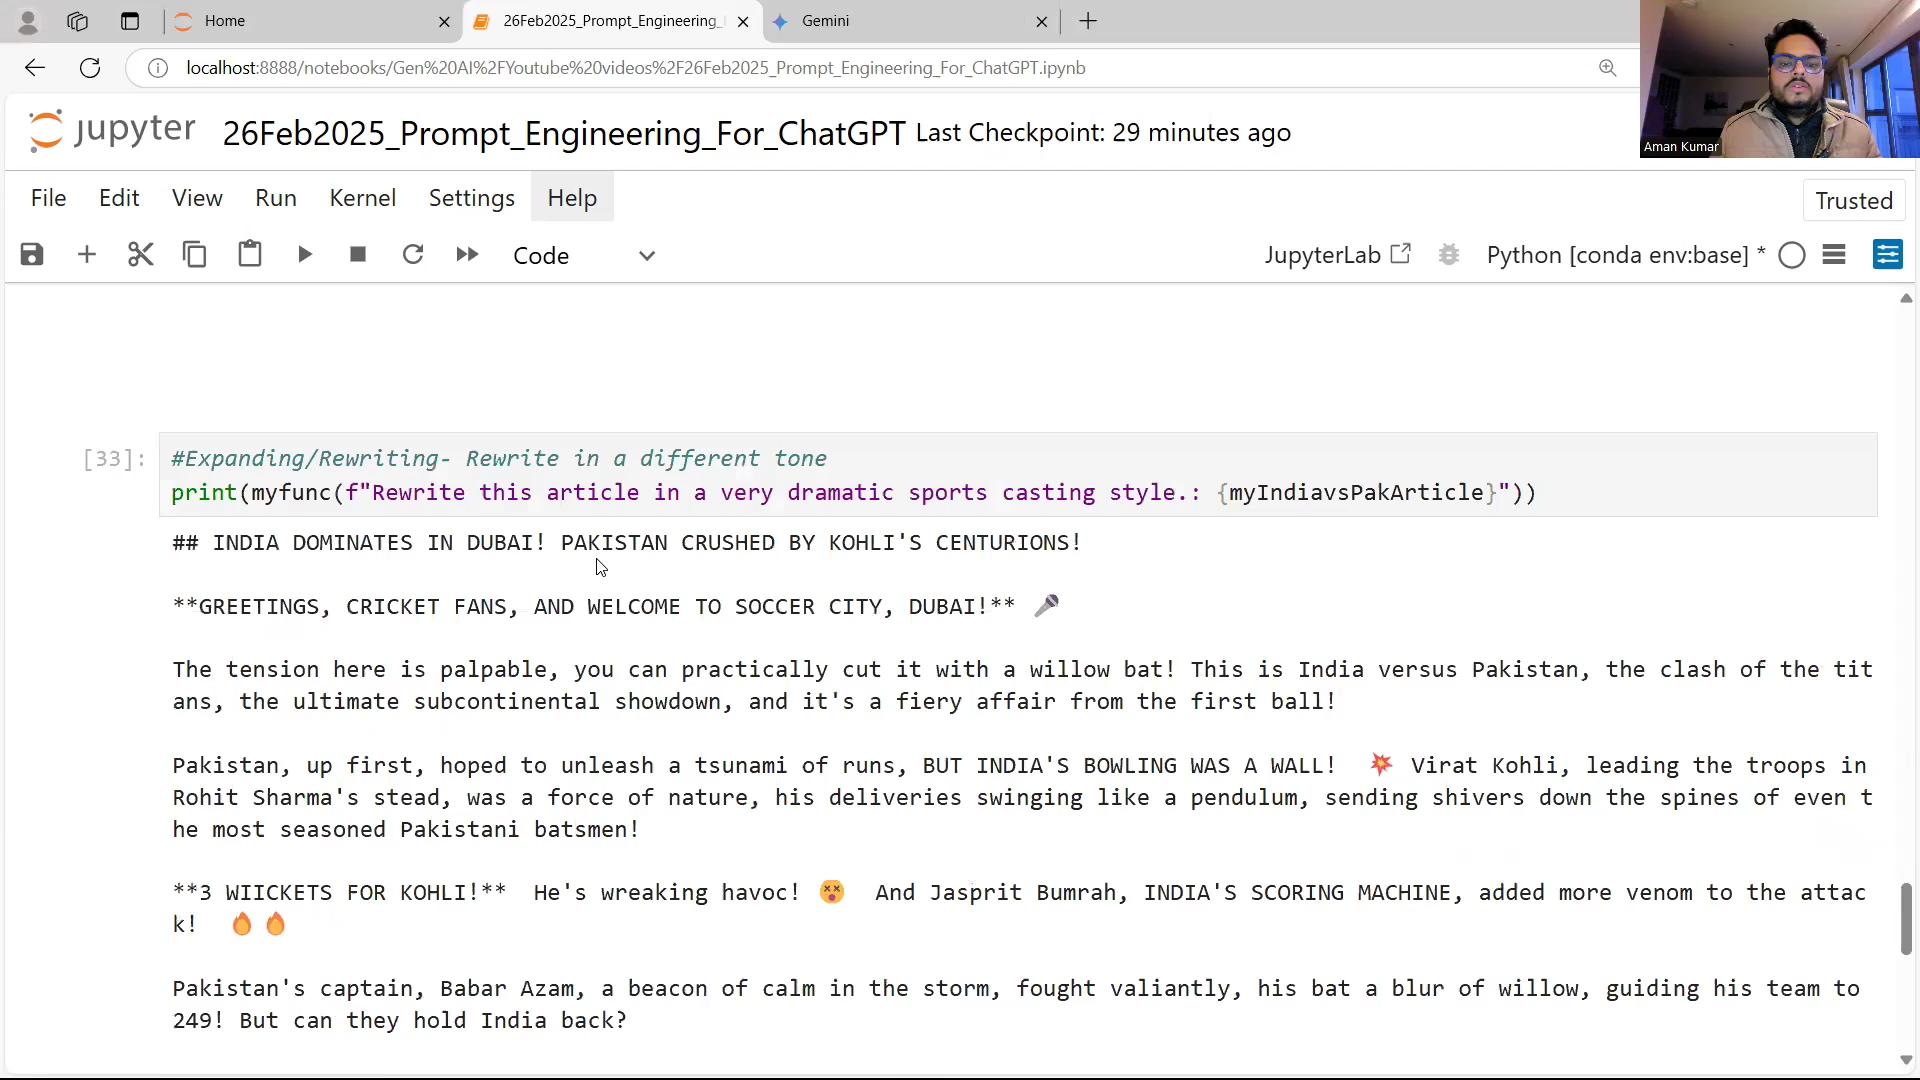 Home
26Feb2025_Prompt_Engineering_
Gemini
localhost:8888/notebooks/Gen%20AI%2FYoutube%20videos%2F26Feb2025_Prompt_Engineering_For_ChatGPT.ipynb
Aman Kumar
jupyter 26Feb2025_Prompt_Engineering_For_ChatGPT Last Checkpoint: 29 minutes ago
File Edit View Run Kernel Settings Help Trusted
Code JupyterLab Python [conda env:base] *
[33]: #Expanding/Rewriting- Rewrite in a different tone
print(myfunc(f"Rewrite this article in a very dramatic sports casting style.: {myIndiavsPakArticle}"))
## INDIA DOMINATES IN DUBAI! PAKISTAN CRUSHED BY KOHLI'S CENTURIONS!
**GREETINGS, CRICKET FANS, AND WELCOME TO SOCCER CITY, DUBAI!** 🎤
The tension here is palpable, you can practically cut it with a willow bat! This is India versus Pakistan, the clash of the tit
ans, the ultimate subcontinental showdown, and it's a fiery affair from the first ball!
Pakistan, up first, hoped to unleash a tsunami of runs, BUT INDIA'S BOWLING WAS A WALL! 💥 Virat Kohli, leading the troops in
Rohit Sharma's stead, was a force of nature, his deliveries swinging like a pendulum, sending shivers down the spines of even t
he most seasoned Pakistani batsmen!
**3 WIICKETS FOR KOHLI!** He's wreaking havoc! 😵 And Jasprit Bumrah, INDIA'S SCORING MACHINE, added more venom to the attac
k! 🔥 🔥
Pakistan's captain, Babar Azam, a beacon of calm in the storm, fought valiantly, his bat a blur of willow, guiding his team to
249! But can they hold India back?